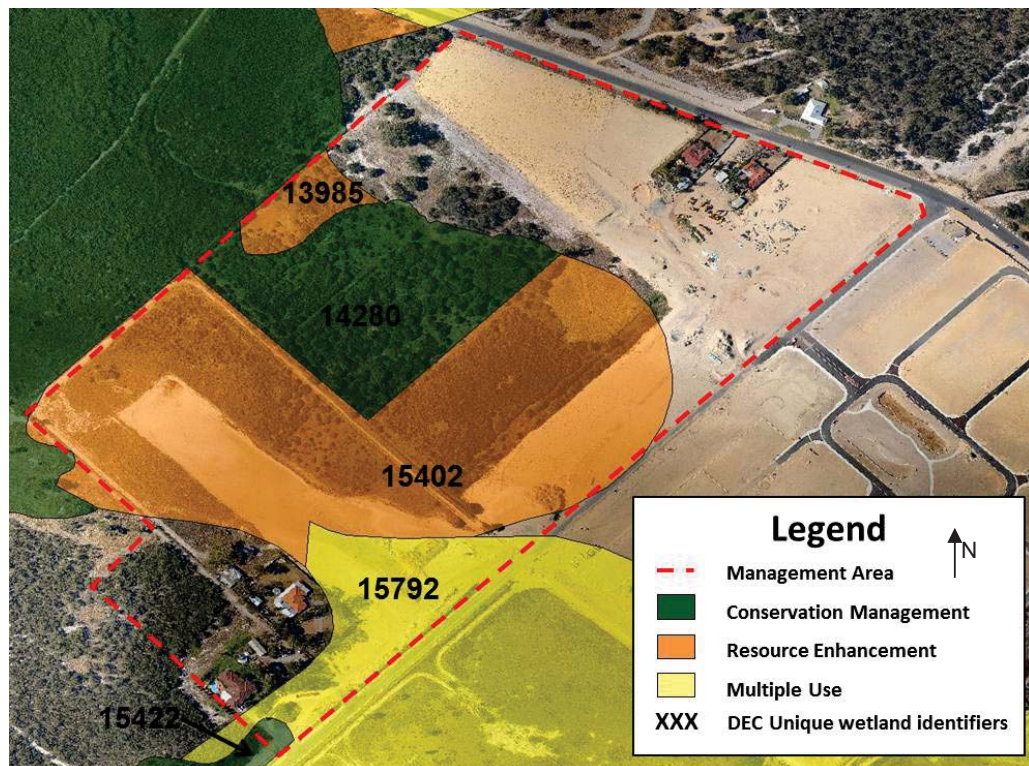 13985
14280
15402
15792
15422
Legend
N
Management Area
Conservation Management
Resource Enhancement
Multiple Use
XXX DEC Unique wetland identifiers